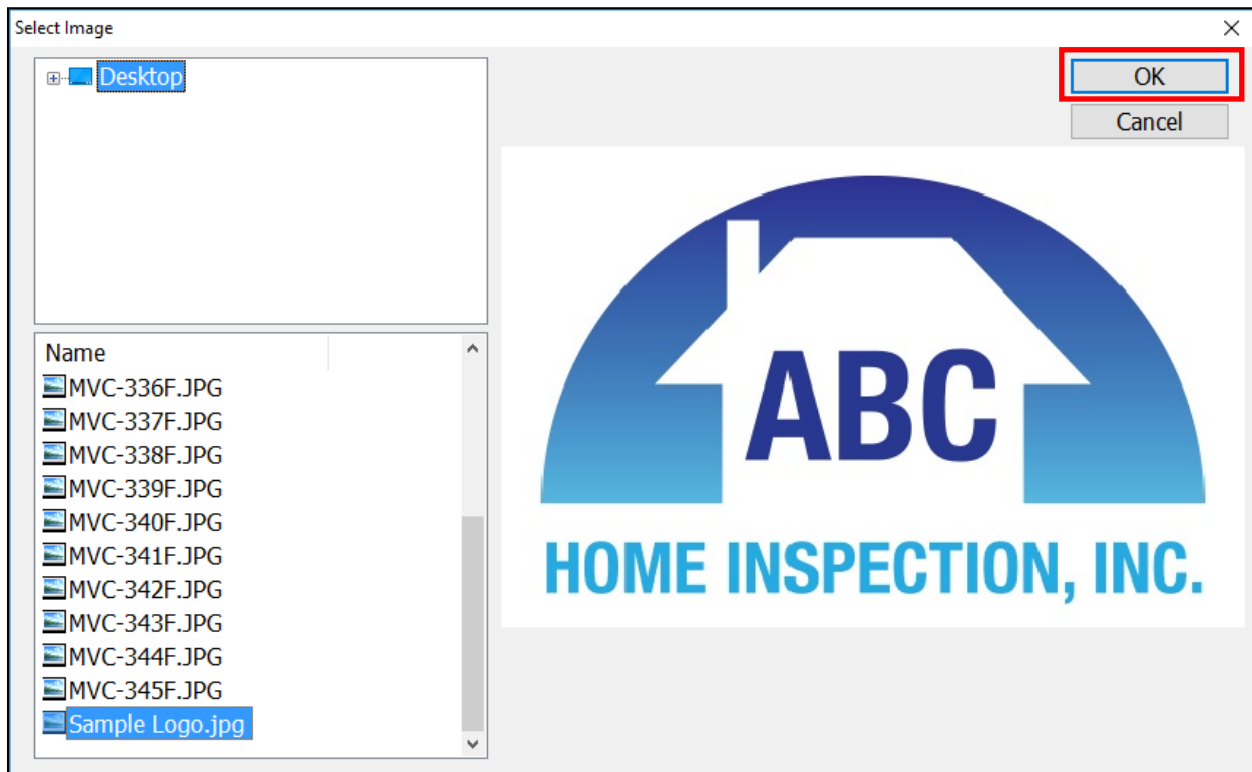 Select Image
Desktop
OK
Cancel
Name
MVC-336F.JPG
MVC-337F.JPG
MVC-338F.JPG
MVC-339F.JPG
MVC-340F.JPG
MVC-341F.JPG
MVC-342F.JPG
MVC-343F.JPG
MVC-344F.JPG
MVC-345F.JPG
Sample Logo.jpg
ABC
HOME INSPECTION, INC.